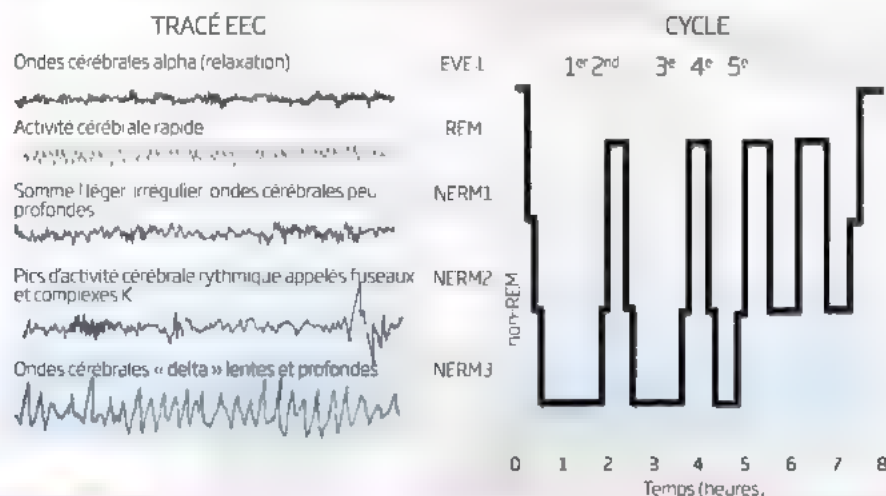 TRACÉ EEG
Ondes cérébrales alpha (relaxation)
Activité cérébrale rapide
Sommeil léger irrégulier ondes cérébrales peu
profondes
Pics d'activité cérébrale rythmique appelés fuseaux
et complexes K
Ondes cérébrales « delta » lentes et profondes
EVEIL
REM
NERM1
NERM2
NERM3
CYCLE
1er 2nd 3e 4e 5e
non-REM
0 1 2 3 4 5 6 7 8
Temps (heures)